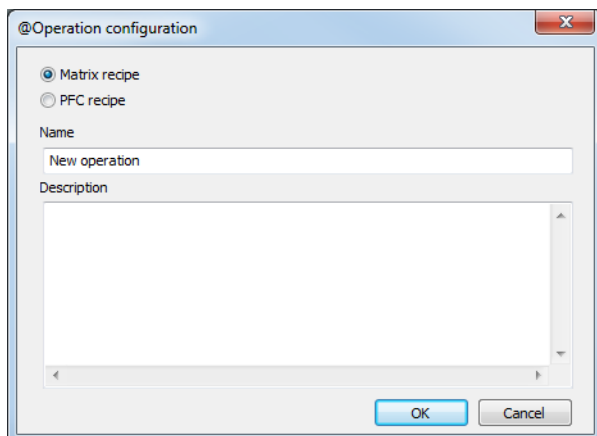 @Operation configuration
Matrix recipe
PFC recipe
Name
New operation
Description
OK Cancel